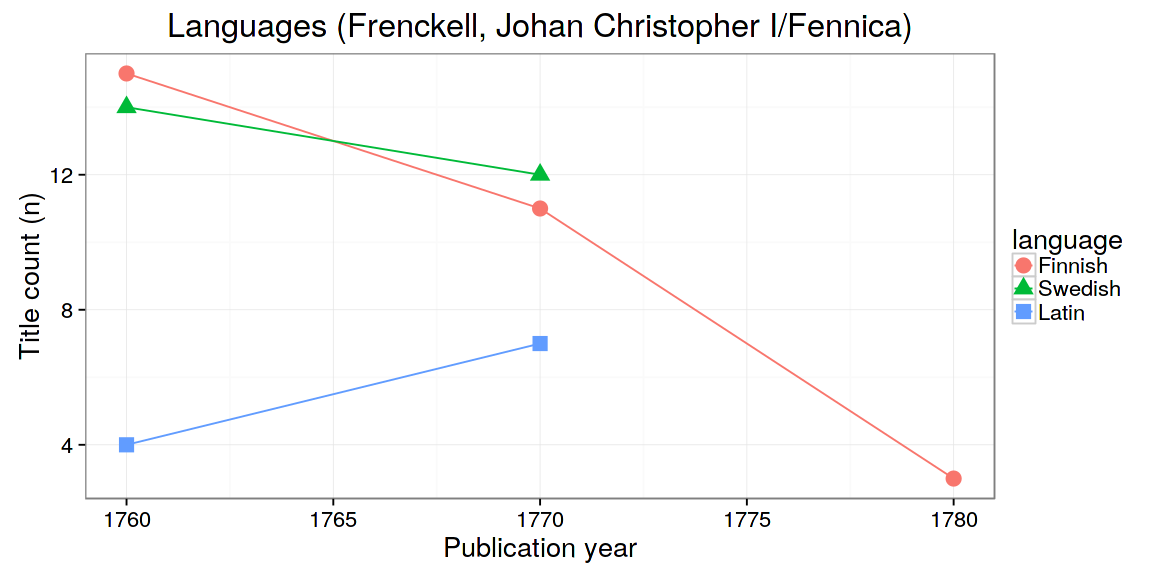 Languages (Frenckell, Johan Christopher I/Fennica)
Title count (n)
12
8
4
1760 1765 1770 1775 1780
Publication year
language
Finnish
Swedish
Latin